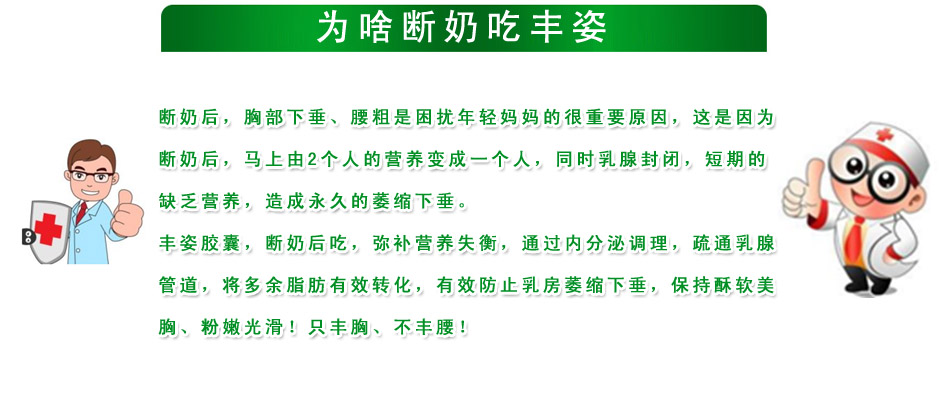 为啥断奶吃丰姿
断奶后，胸部下垂、腰粗是困扰年轻妈妈的很重要原因，这是因为
断奶后，马上由2个人的营养变成一个人，同时乳腺封闭，短期的
缺乏营养，造成永久的萎缩下垂。
丰姿胶囊，断奶后吃，弥补营养失衡，通过内分泌调理，疏通乳腺
管道，将多余脂肪有效转化，有效防止乳房萎缩下垂，保持酥软美
胸、粉嫩光滑！只丰胸、不丰腰！